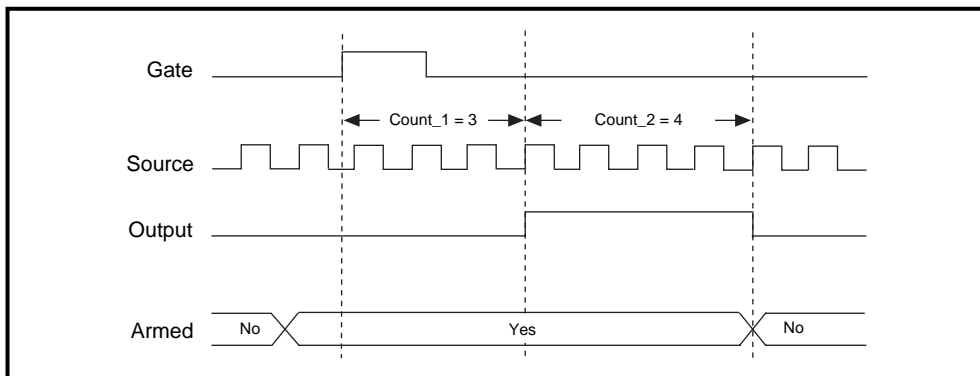 Gate
Count_1 = 3
Count_2 = 4
Source
Output
Armed
No
Yes
No